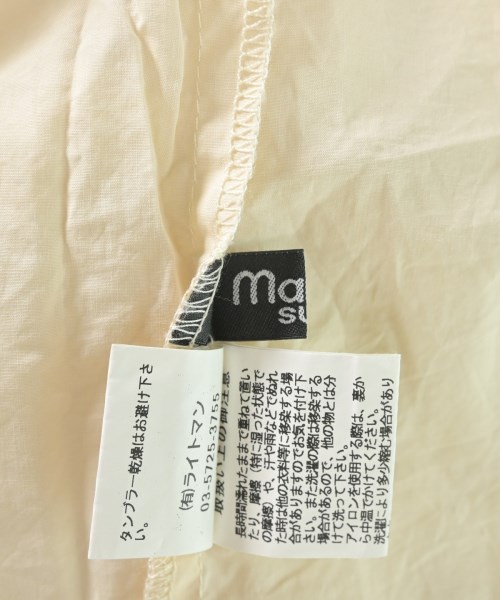 ma
su
タンブラー乾燥はお避け下さ
い。
(有)ライトマン
03-5725-3755
取扱い上の御注意
長時間濡れたままで重ねて置い
たり、摩擦（特に湿った状態で
の摩擦）や、汗や雨などでぬれ
た時は他の衣料等に移染する場
合がありますのでお気を付け下
さい。また洗濯の際は移染する
場合があるので、他の物とは分
けて洗って下さい。
アイロンを使用する際は、裏か
ら中温でかけてください。
洗濯により多少縮む場合があり